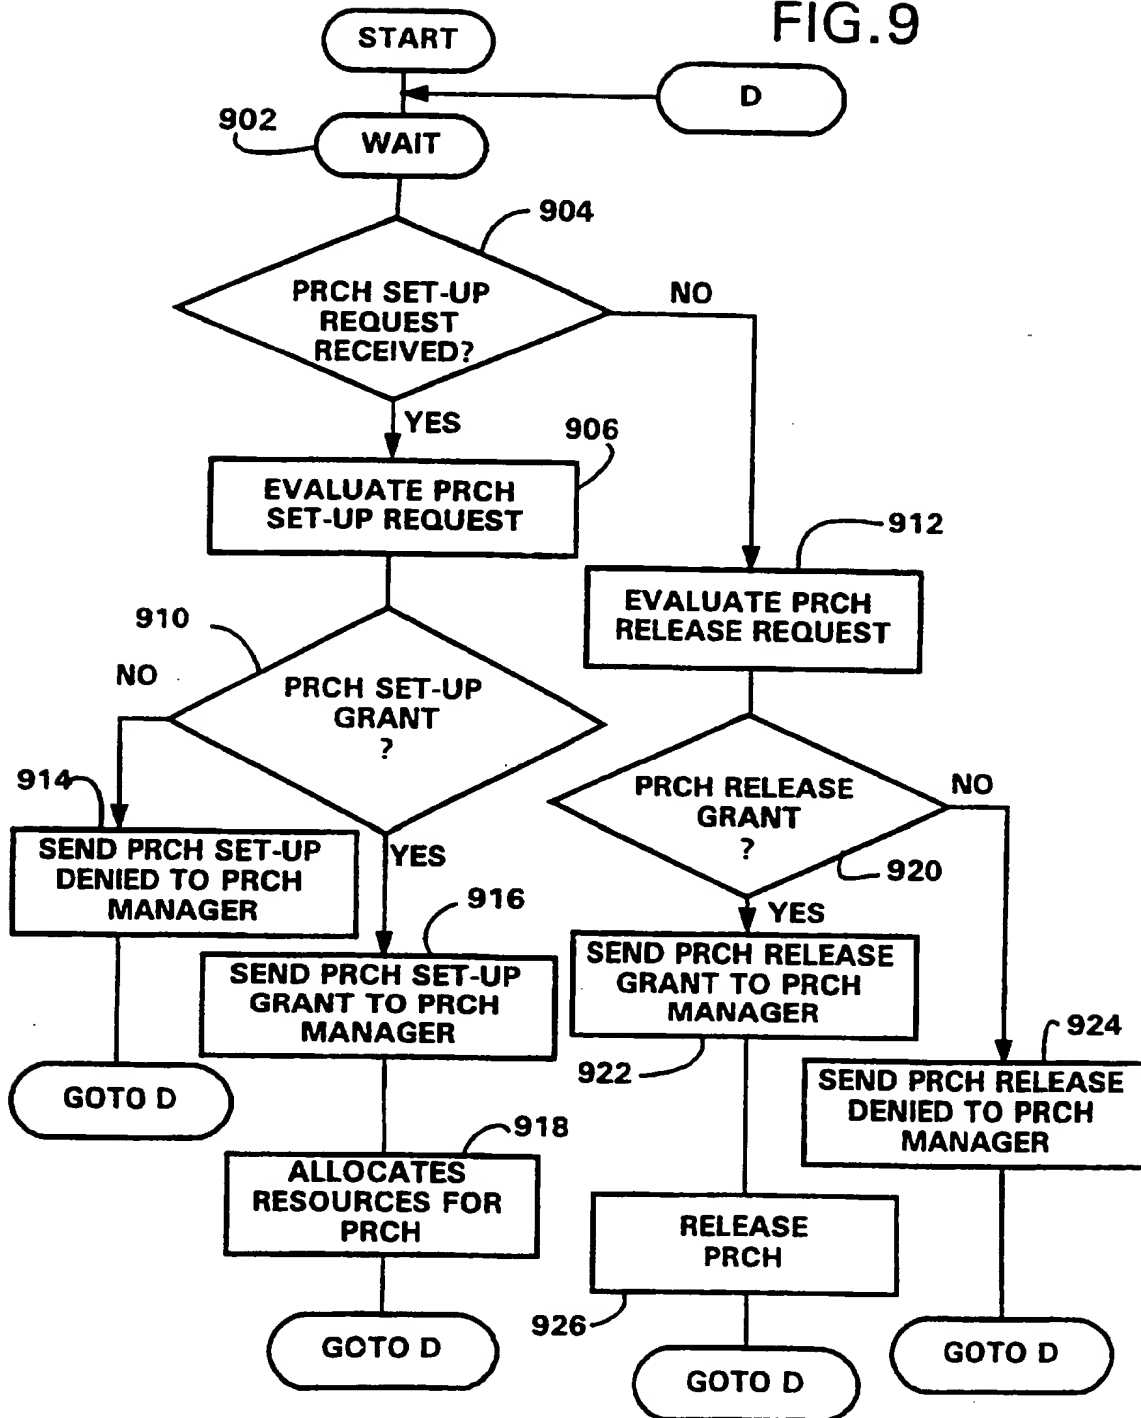 FIG.9
START
D
902
WAIT
904
PRCH SET-UP
REQUEST
RECEIVED?
NO
YES
906
EVALUATE PRCH
SET-UP REQUEST
912
EVALUATE PRCH
RELEASE REQUEST
910
NO
PRCH SET-UP
GRANT
?
YES
914
SEND PRCH SET-UP
DENIED TO PRCH
MANAGER
GOTO D
916
SEND PRCH SET-UP
GRANT TO PRCH
MANAGER
918
ALLOCATES
RESOURCES FOR
PRCH
GOTO D
PRCH RELEASE
GRANT
?
NO
920
YES
SEND PRCH RELEASE
GRANT TO PRCH
MANAGER
922
RELEASE
PRCH
926
GOTO D
924
SEND PRCH RELEASE
DENIED TO PRCH
MANAGER
GOTO D